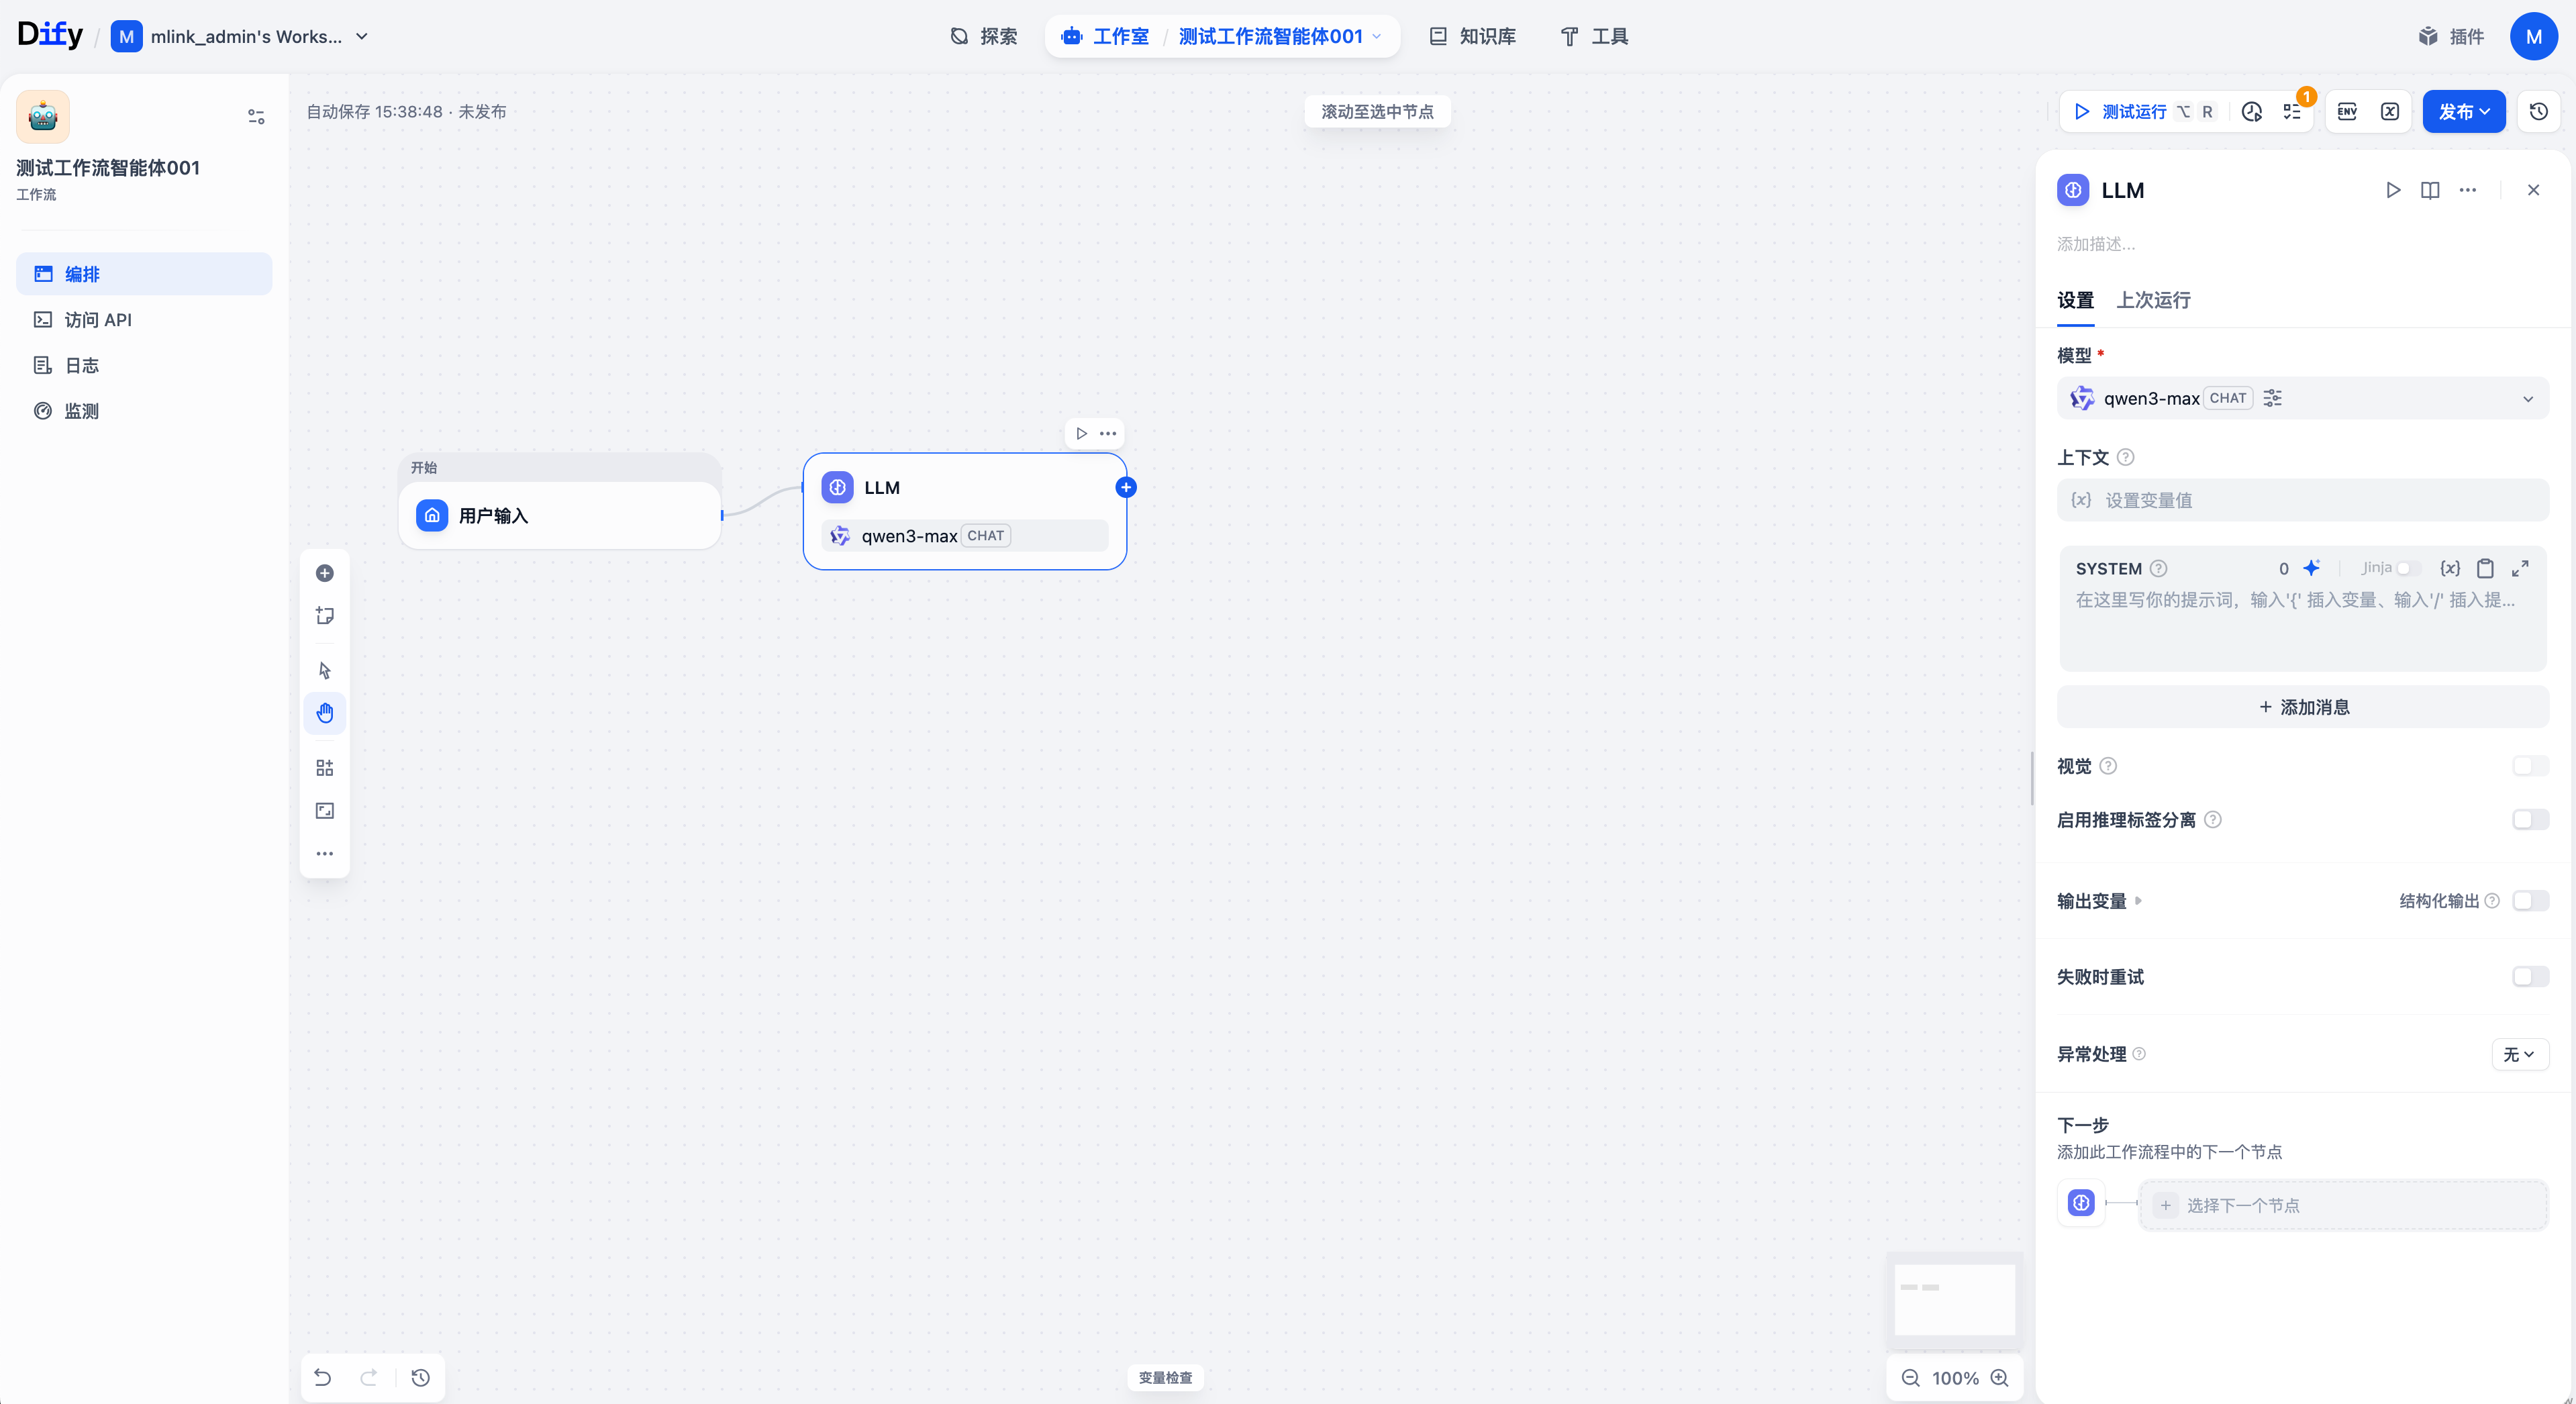 Dify / M mlink_admin's Works...
探索
工作室 / 测试工作流智能体001
知识库
工具
插件
M
测试工作流智能体001
工作流
编排
访问 API
日志
监测
自动保存 15:38:48 · 未发布
滚动至选中节点
测试运行 ⌥ R
1
ENV
发布
开始
用户输入
LLM
qwen3-max CHAT
变量检查
100%
LLM
添加描述...
设置 上次运行
模型 *
qwen3-max CHAT
上下文
{x} 设置变量值
SYSTEM 0 Jinja {x}
在这里写你的提示词，输入'{' 插入变量、输入'/' 插入提...
+ 添加消息
视觉
启用推理标签分离
输出变量 结构化输出
失败时重试
异常处理 无
下一步
添加此工作流程中的下一个节点
+ 选择下一个节点